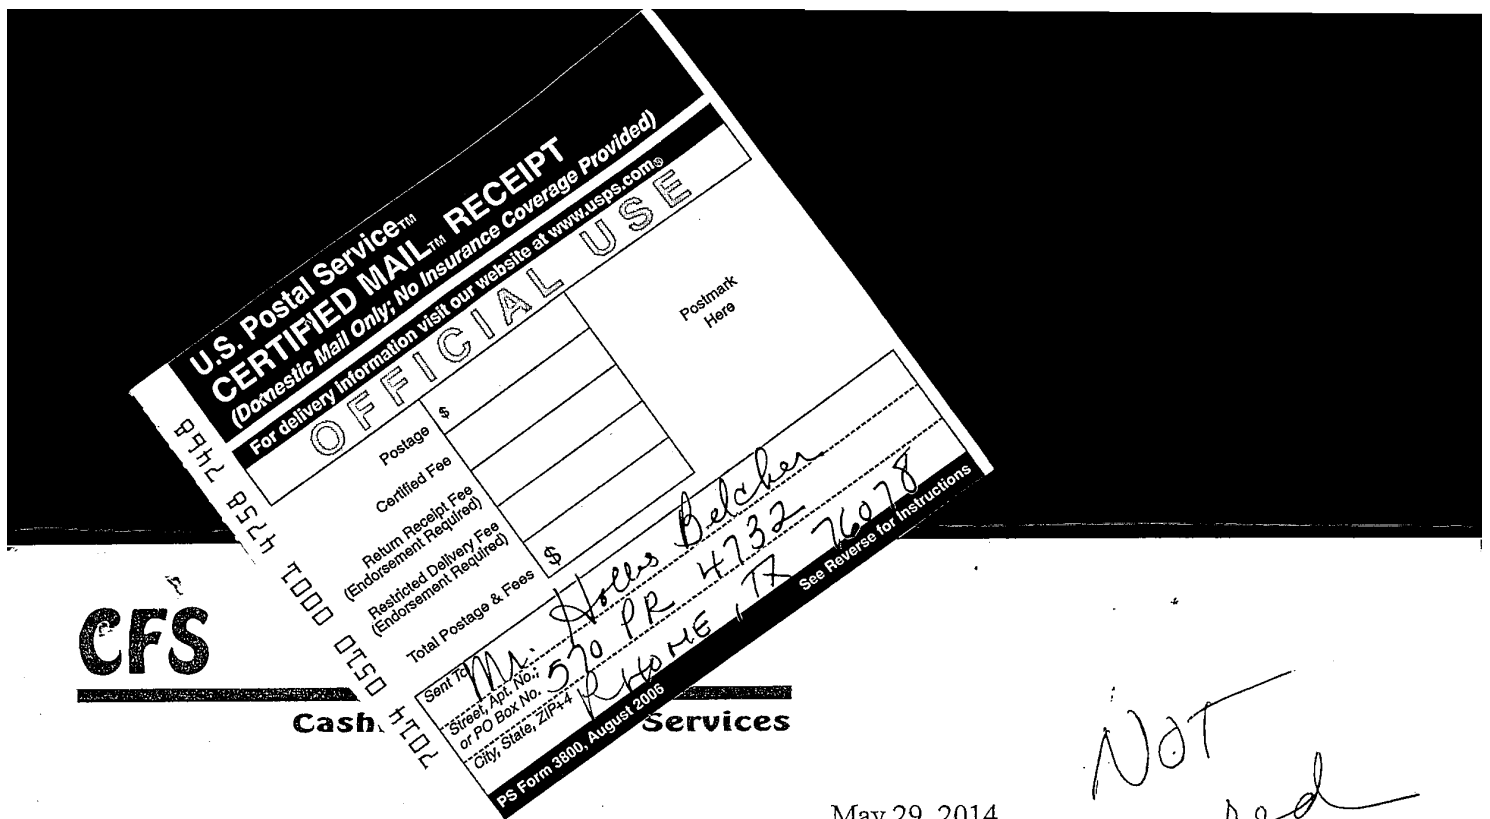 U.S. Postal Service™
CERTIFIED MAIL™ RECEIPT
(Domestic Mail Only; No Insurance Coverage Provided)
For delivery information visit our website at www.usps.com®
OFFICIAL USE
Postage $
Certified Fee
Return Receipt Fee
(Endorsement Required)
Restricted Delivery Fee
(Endorsement Required)
Total Postage & Fees $
Postmark
Here
Sent To Mr. Hollis Belcher
Street, Apt. No.;
or PO Box No. 570 PR 4732
City, State, ZIP+4 RHOME, TX 76078
PS Form 3800, August 2006 See Reverse for Instructions
7014 0510 0001 4758 7468
CFS
Cash Services
NOT
May 29, 2014